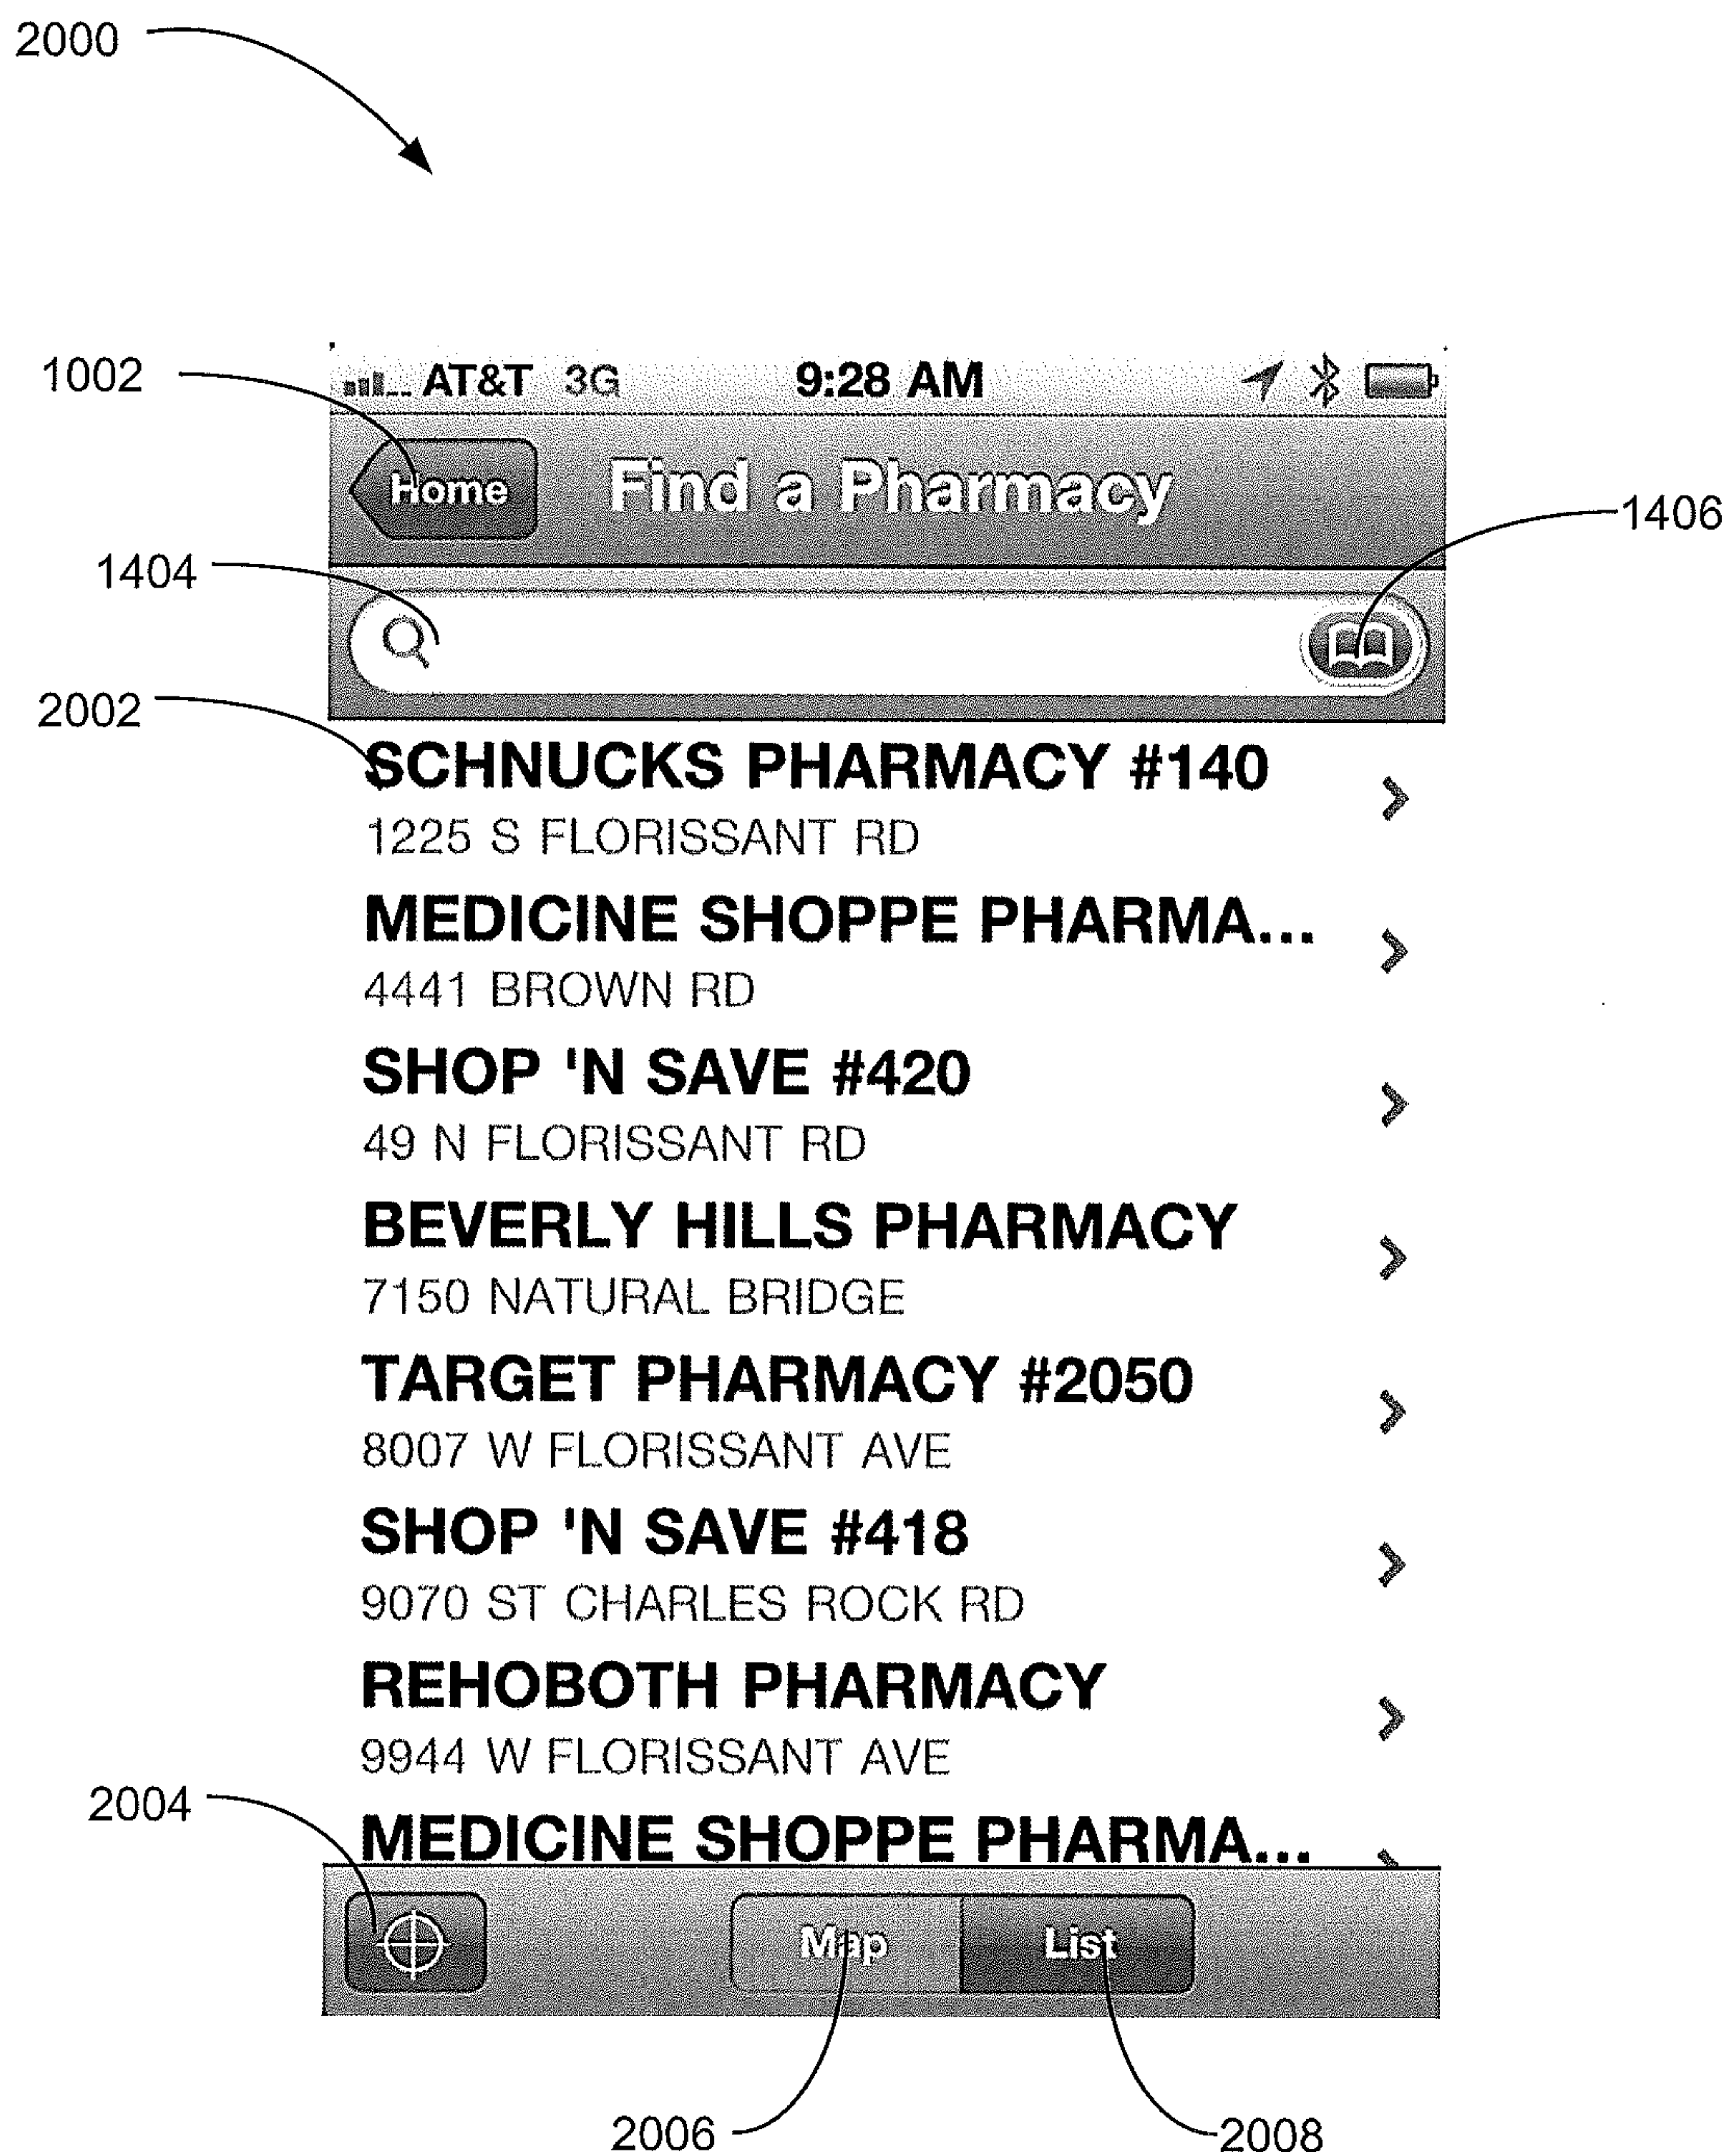 2000
1002
AT&T 3G 9:28 AM
Home Find a Pharmacy
1406
1404
2002
SCHNUCKS PHARMACY #140
1225 S FLORISSANT RD
MEDICINE SHOPPE PHARMA...
4441 BROWN RD
SHOP 'N SAVE #420
49 N FLORISSANT RD
BEVERLY HILLS PHARMACY
7150 NATURAL BRIDGE
TARGET PHARMACY #2050
8007 W FLORISSANT AVE
SHOP 'N SAVE #418
9070 ST CHARLES ROCK RD
REHOBOTH PHARMACY
9944 W FLORISSANT AVE
2004
MEDICINE SHOPPE PHARMA...
Map List
2006 2008